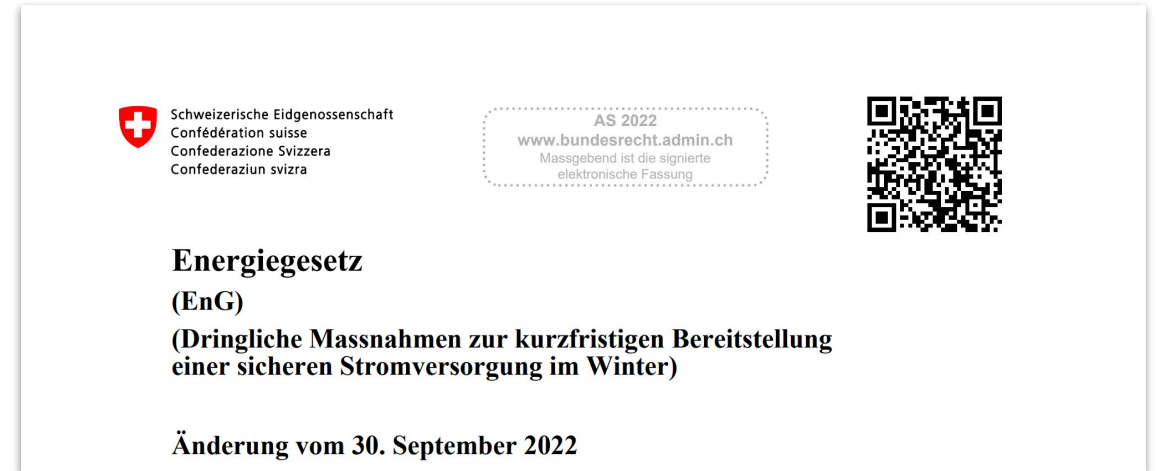 Schweizerische Eidgenossenschaft
Confédération suisse
Confederazione Svizzera
Confederaziun svizra
AS 2022
www.bundesrecht.admin.ch
Massgebend ist die signierte
elektronische Fassung
Energiegesetz
(EnG)
(Dringliche Massnahmen zur kurzfristigen Bereitstellung
einer sicheren Stromversorgung im Winter)
Änderung vom 30. September 2022